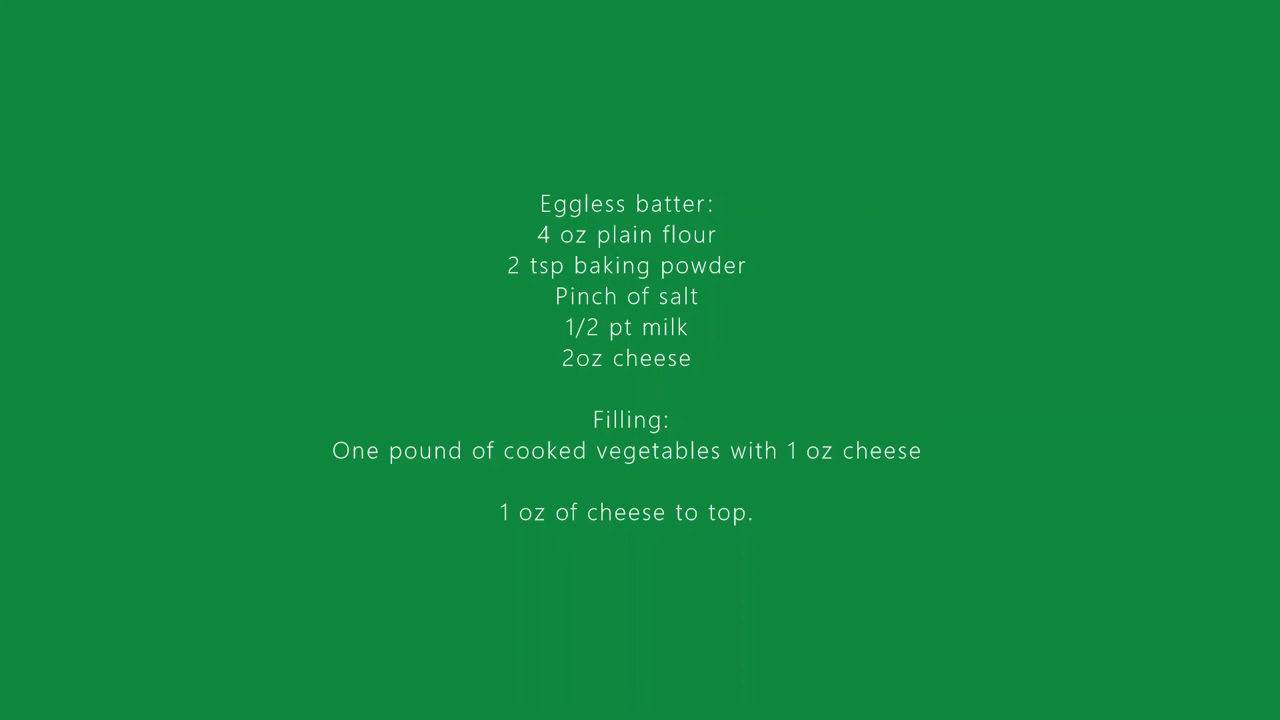 Eggless batter:
4 oz plain flour
2 tsp baking powder
Pinch of salt
1/2 pt milk
2oz cheese
Filling:
One pound of cooked vegetables with 1 oz cheese
1 oz of cheese to top.